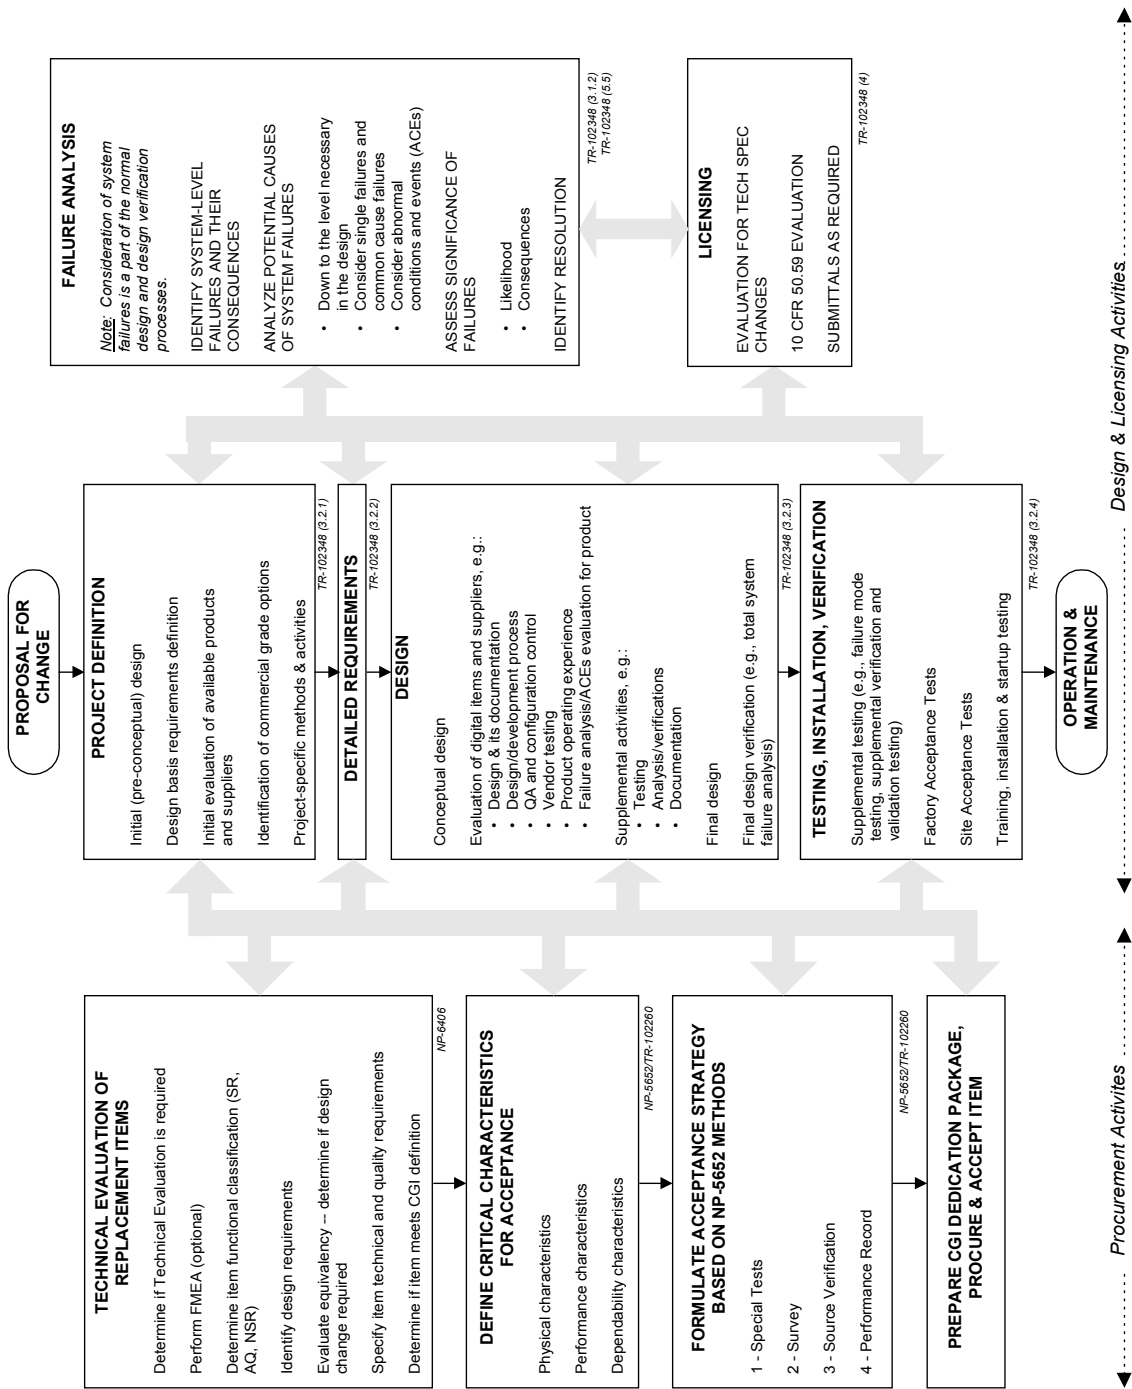 TECHNICAL EVALUATION OF
REPLACEMENT ITEMS
Determine if Technical Evaluation is required
Perform FMEA (optional)
Determine item functional classification (SR,
AQ, NSR)
Identify design requirements
Evaluate equivalency -- determine if design
change required
Specify item technical and quality requirements
Determine if item meets CGI definition
NP-6406
DEFINE CRITICAL CHARACTERISTICS
FOR ACCEPTANCE
Physical characteristics
Performance characteristics
Dependability characteristics
NP-5652/TR-102260
FORMULATE ACCEPTANCE STRATEGY
BASED ON NP-5652 METHODS
1 - Special Tests
2 - Survey
3 - Source Verification
4 - Performance Record
NP-5652/TR-102260
PREPARE CGI DEDICATION PACKAGE,
PROCURE & ACCEPT ITEM
Procurement Activites
PROPOSAL FOR
CHANGE
PROJECT DEFINITION
Initial (pre-conceptual) design
Design basis requirements definition
Initial evaluation of available products
and suppliers
Identification of commercial grade options
Project-specific methods & activities
TR-102348 (3.2.1)
DETAILED REQUIREMENTS
TR-102348 (3.2.2)
DESIGN
Conceptual design
Evaluation of digital items and suppliers, e.g.:
• Design & its documentation
• Design/development process
• QA and configuration control
• Vendor testing
• Product operating experience
• Failure analysis/ACEs evaluation for product
Supplemental activities, e.g.:
• Testing
• Analysis/verifications
• Documentation
Final design
Final design verification (e.g., total system
failure analysis)
TR-102348 (3.2.3)
TESTING, INSTALLATION, VERIFICATION
Supplemental testing (e.g., failure mode
testing, supplemental verification and
validation testing)
Factory Acceptance Tests
Site Acceptance Tests
Training, installation & startup testing
TR-102348 (3.2.4)
OPERATION &
MAINTENANCE
FAILURE ANALYSIS
Note: Consideration of system
failures is a part of the normal
design and design verification
processes.
IDENTIFY SYSTEM-LEVEL
FAILURES AND THEIR
CONSEQUENCES
ANALYZE POTENTIAL CAUSES
OF SYSTEM FAILURES
• Down to the level necessary
in the design
• Consider single failures and
common cause failures
• Consider abnormal
conditions and events (ACEs)
ASSESS SIGNIFICANCE OF
FAILURES
• Likelihood
• Consequences
IDENTIFY RESOLUTION
TR-102348 (3.1.2)
TR-102348 (5.5)
LICENSING
EVALUATION FOR TECH SPEC
CHANGES
10 CFR 50.59 EVALUATION
SUBMITTALS AS REQUIRED
TR-102348 (4)
Design & Licensing Activities